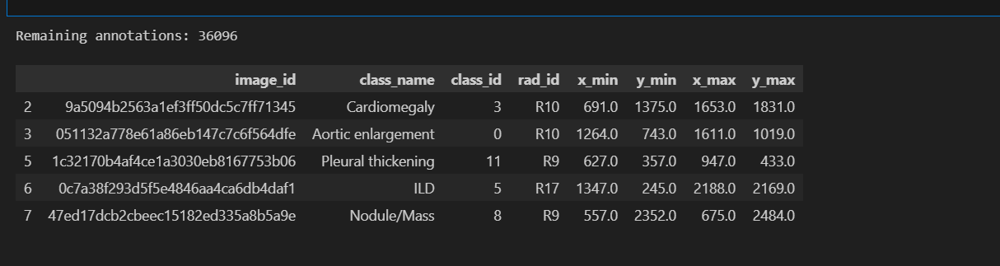 Remaining annotations: 36096
image_id class_name class_id rad_id x_min y_min x_max y_max
2 9a5094b2563a1ef3ff50dc5c7ff71345 Cardiomegaly 3 R10 691.0 1375.0 1653.0 1831.0
3 051132a778e61a86eb147c7c6f564dfe Aortic enlargement 0 R10 1264.0 743.0 1611.0 1019.0
5 1c32170b4af4ce1a3030eb8167753b06 Pleural thickening 11 R9 627.0 357.0 947.0 433.0
6 0c7a38f293d5f5e4846aa4ca6db4daf1 ILD 5 R17 1347.0 245.0 2188.0 2169.0
7 47ed17dcb2cbeec15182ed335a8b5a9e Nodule/Mass 8 R9 557.0 2352.0 675.0 2484.0